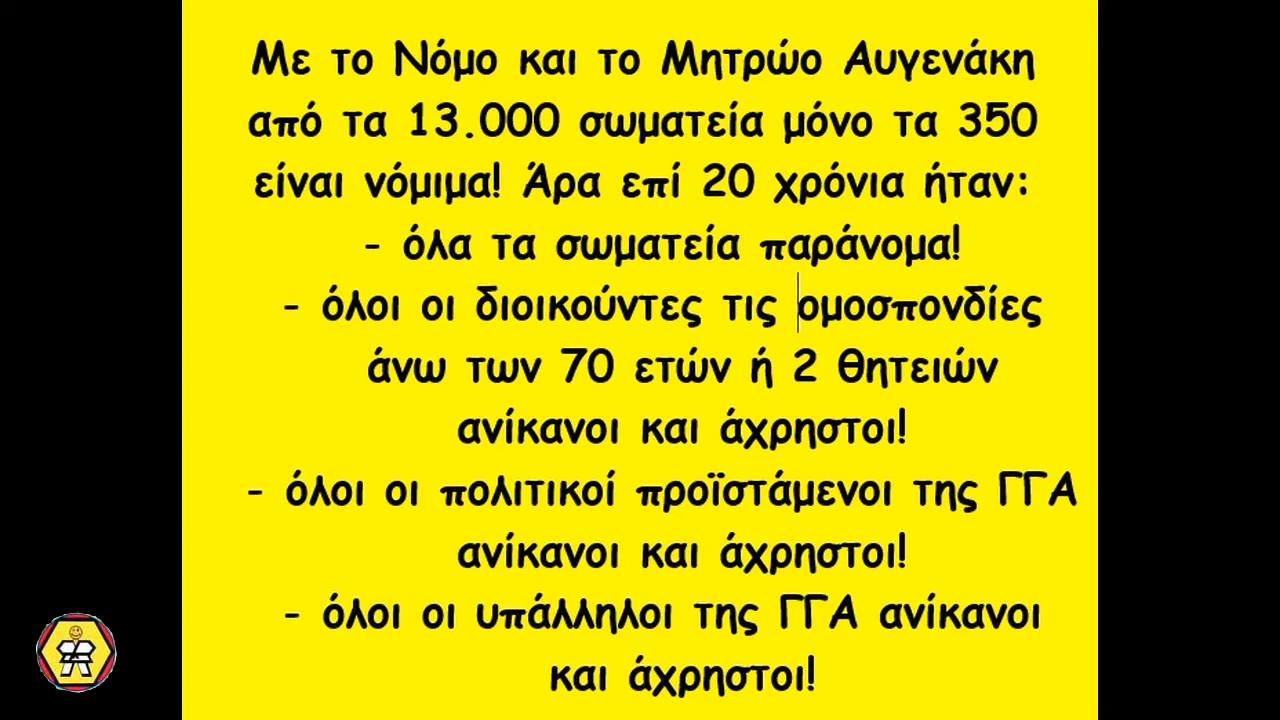 Με το Νόμο και το Μητρώο Αυγενάκη
από τα 13.000 σωματεία μόνο τα 350
είναι νόμιμα! Άρα επί 20 χρόνια ήταν:
- όλα τα σωματεία παράνομα!
- όλοι οι διοικούντες τις ομοσπονδίες
άνω των 70 ετών ή 2 θητειών
ανίκανοι και άχρηστοι!
- όλοι οι πολιτικοί προϊστάμενοι της ΓΓΑ
ανίκανοι και άχρηστοι!
- όλοι οι υπάλληλοι της ΓΓΑ ανίκανοι
και άχρηστοι!